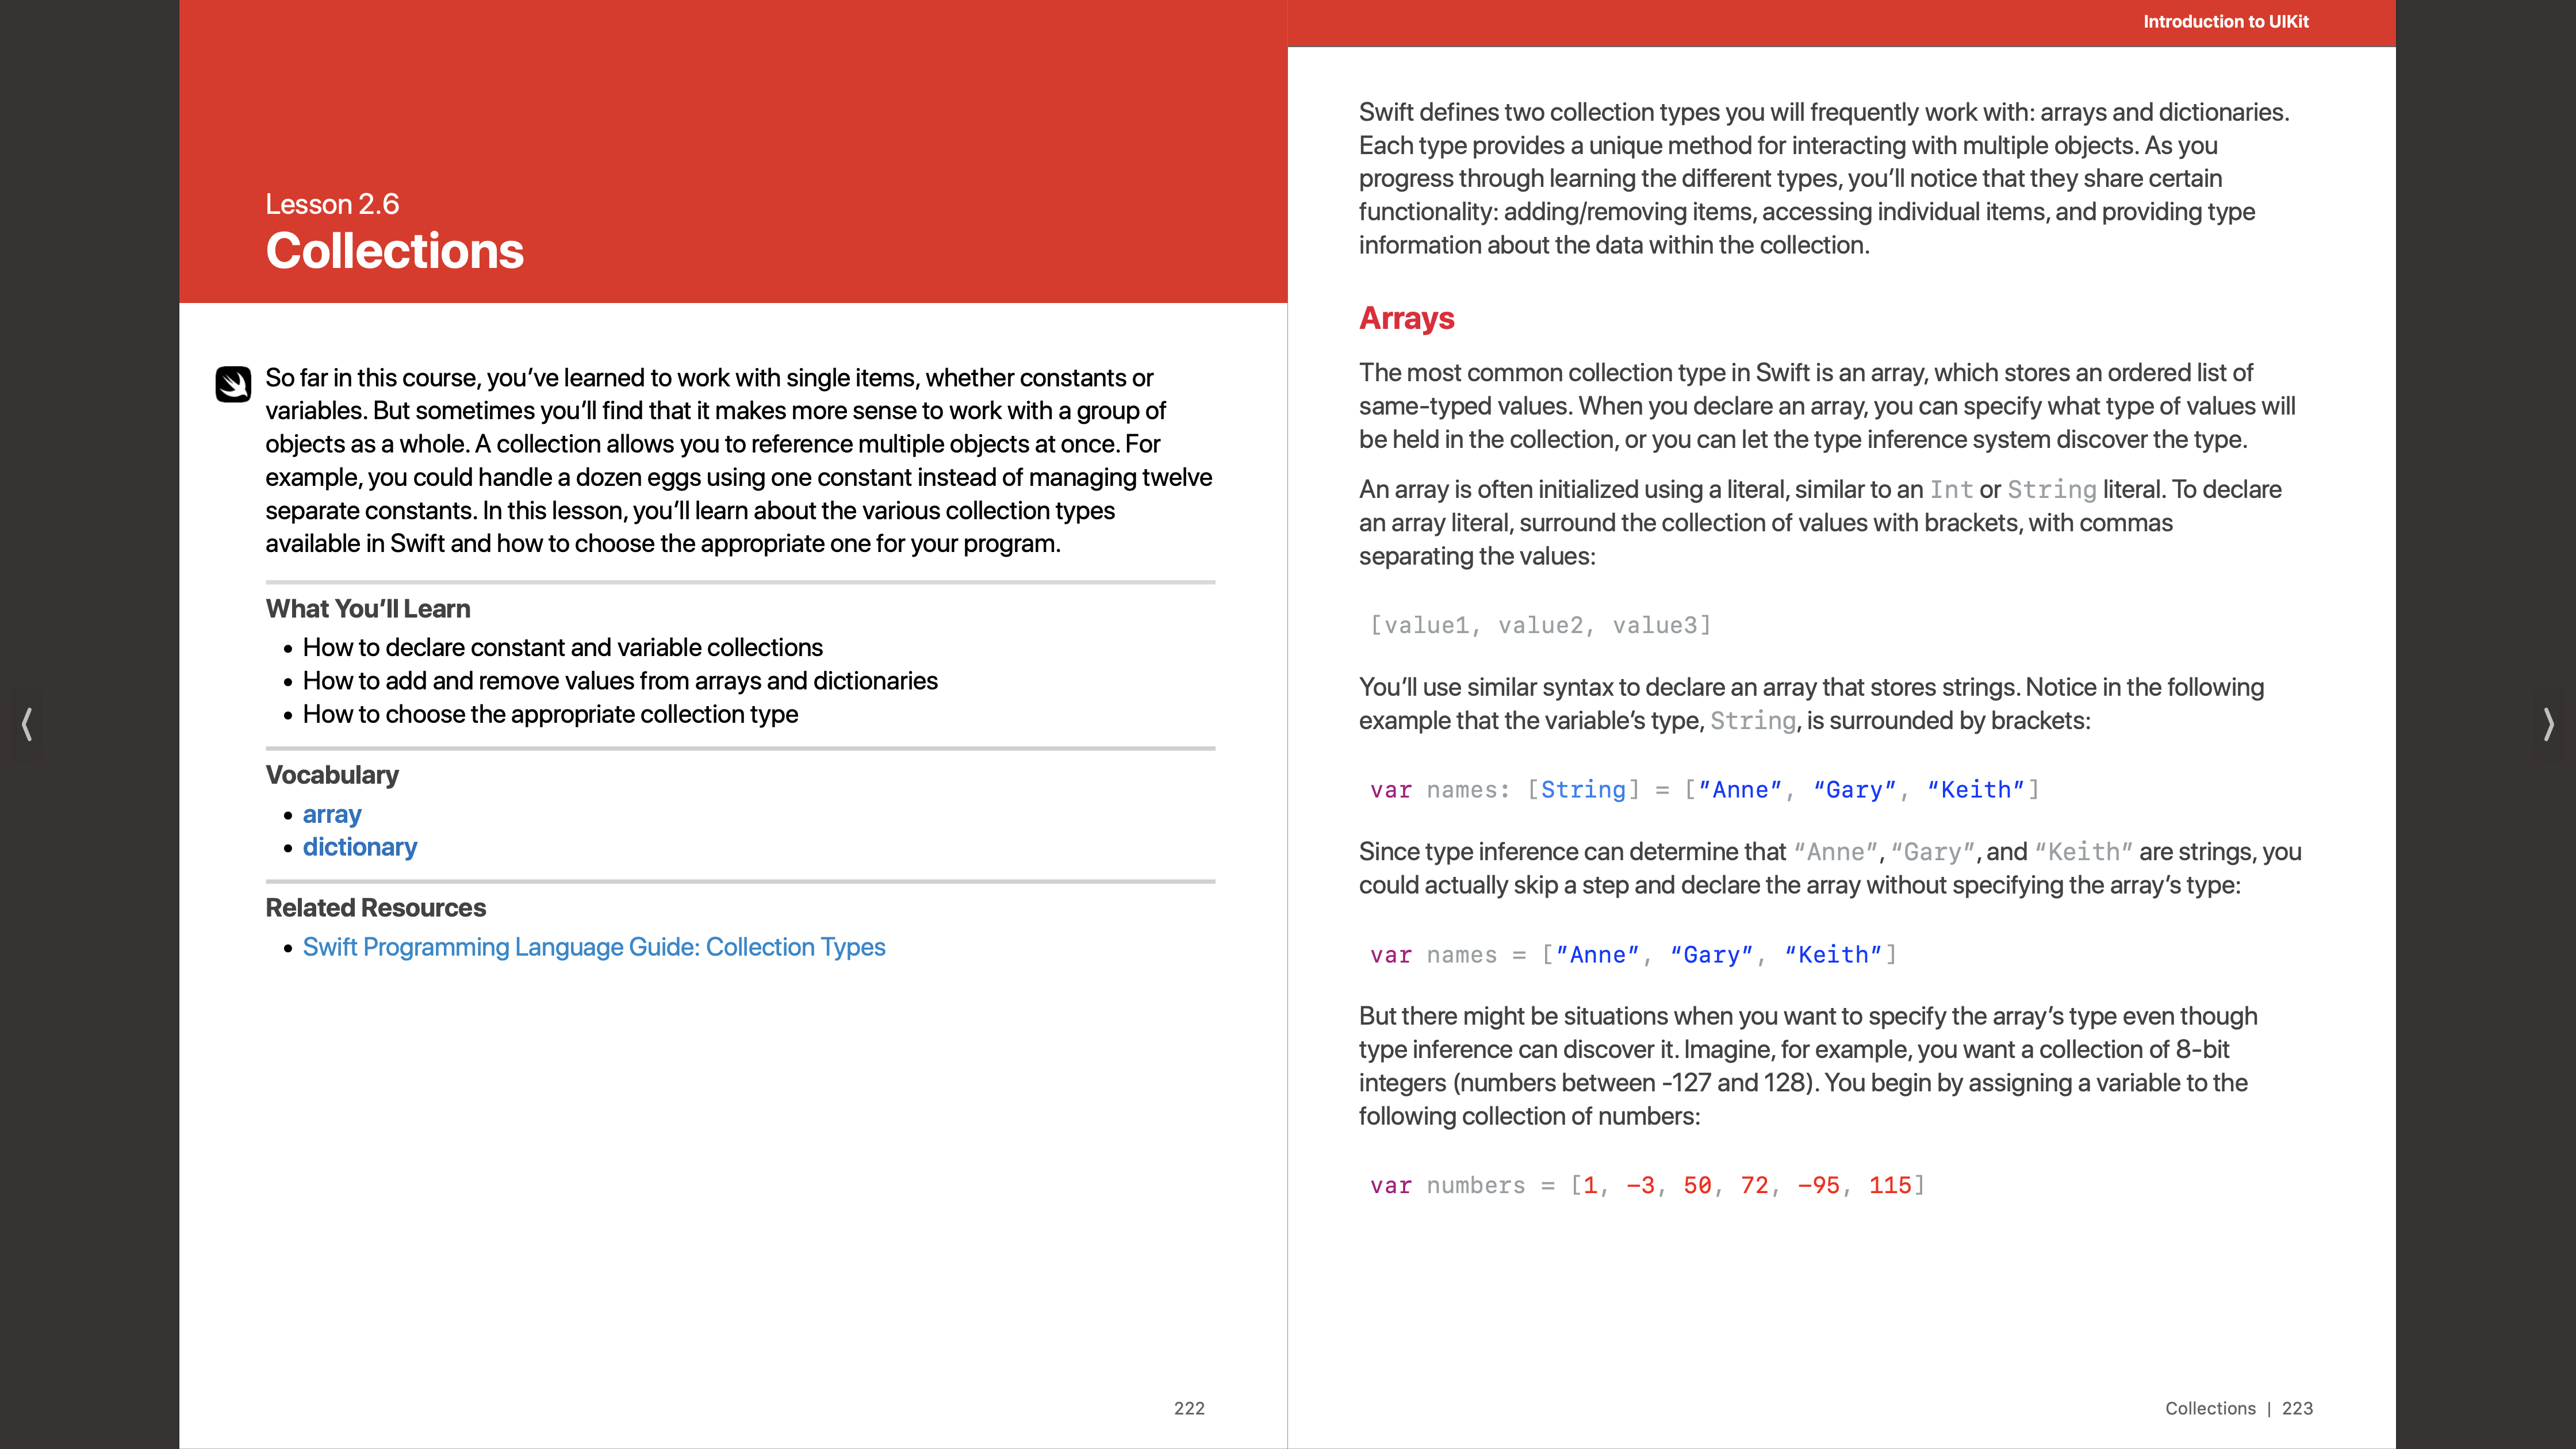 Lesson 2.6
Collections
So far in this course, you’ve learned to work with single items, whether constants or
variables. But sometimes you’ll find that it makes more sense to work with a group of
objects as a whole. A collection allows you to reference multiple objects at once. For
example, you could handle a dozen eggs using one constant instead of managing twelve
separate constants. In this lesson, you’ll learn about the various collection types
available in Swift and how to choose the appropriate one for your program.
What You’ll Learn
• How to declare constant and variable collections
• How to add and remove values from arrays and dictionaries
• How to choose the appropriate collection type
Vocabulary
• array
• dictionary
Related Resources
• Swift Programming Language Guide: Collection Types
222
Introduction to UIKit
Swift defines two collection types you will frequently work with: arrays and dictionaries.
Each type provides a unique method for interacting with multiple objects. As you
progress through learning the different types, you’ll notice that they share certain
functionality: adding/removing items, accessing individual items, and providing type
information about the data within the collection.
Arrays
The most common collection type in Swift is an array, which stores an ordered list of
same-typed values. When you declare an array, you can specify what type of values will
be held in the collection, or you can let the type inference system discover the type.
An array is often initialized using a literal, similar to an Int or String literal. To declare
an array literal, surround the collection of values with brackets, with commas
separating the values:
[value1, value2, value3]
You’ll use similar syntax to declare an array that stores strings. Notice in the following
example that the variable’s type, String, is surrounded by brackets:
var names: [String] = [”Anne”, “Gary”, “Keith”]
Since type inference can determine that “Anne”, “Gary”, and “Keith” are strings, you
could actually skip a step and declare the array without specifying the array’s type:
var names = [”Anne”, “Gary”, “Keith”]
But there might be situations when you want to specify the array’s type even though
type inference can discover it. Imagine, for example, you want a collection of 8-bit
integers (numbers between -127 and 128). You begin by assigning a variable to the
following collection of numbers:
var numbers = [1, −3, 50, 72, −95, 115]
Collections | 223